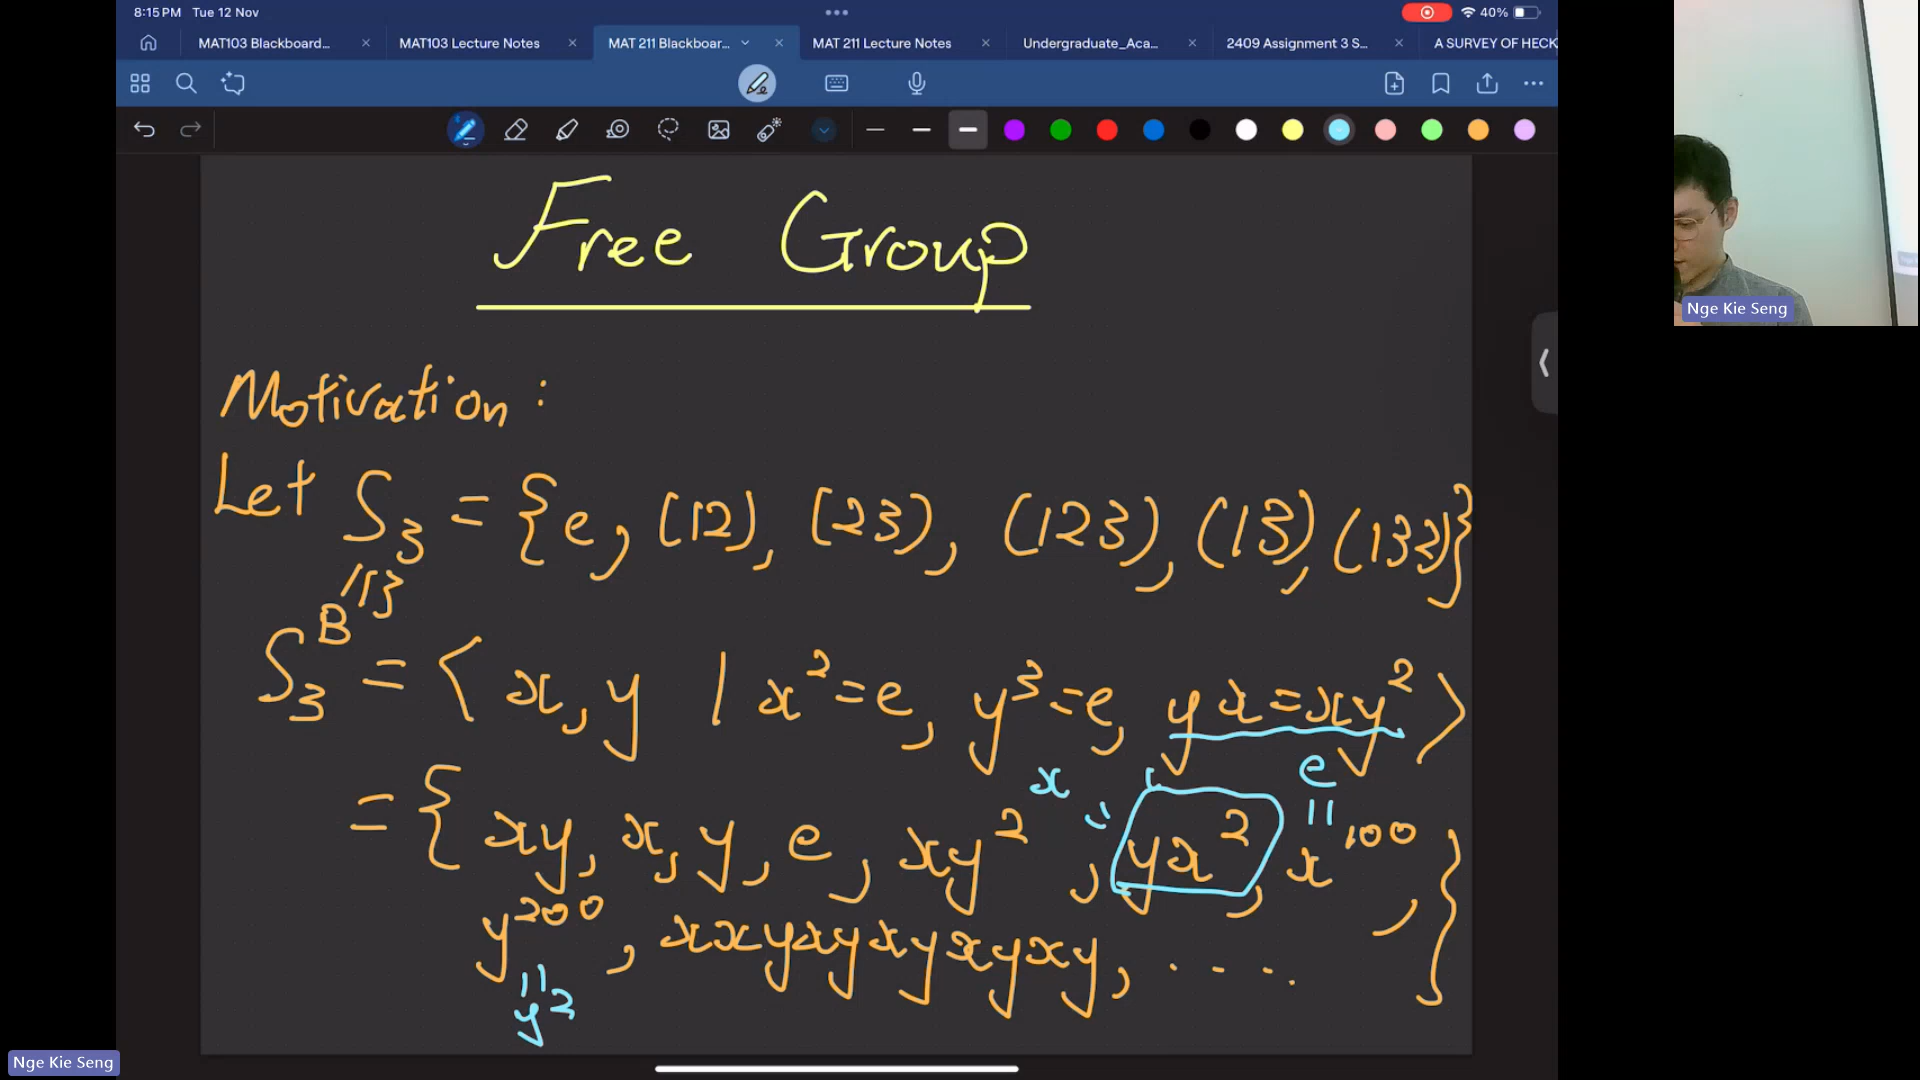 8:15 PM Tue 12 Nov
40%
MAT103 Blackboard... MAT103 Lecture Notes MAT 211 Blackboar... MAT 211 Lecture Notes Undergraduate_Aca... 2409 Assignment 3 S... A SURVEY OF HECK
Free Group
Motivation :
Let S₃ = {e, (12), (23), (123), (13), (132)}
S₃ = ⟨ x, y | x² = e, y³ = e, yx = xy² ⟩
e
= { xy, x, y, e, xy², yx², x¹⁰⁰,
y²⁰⁰, xxyxyxyxyxy, .... }
y²
Nge Kie Seng
Nge Kie Seng